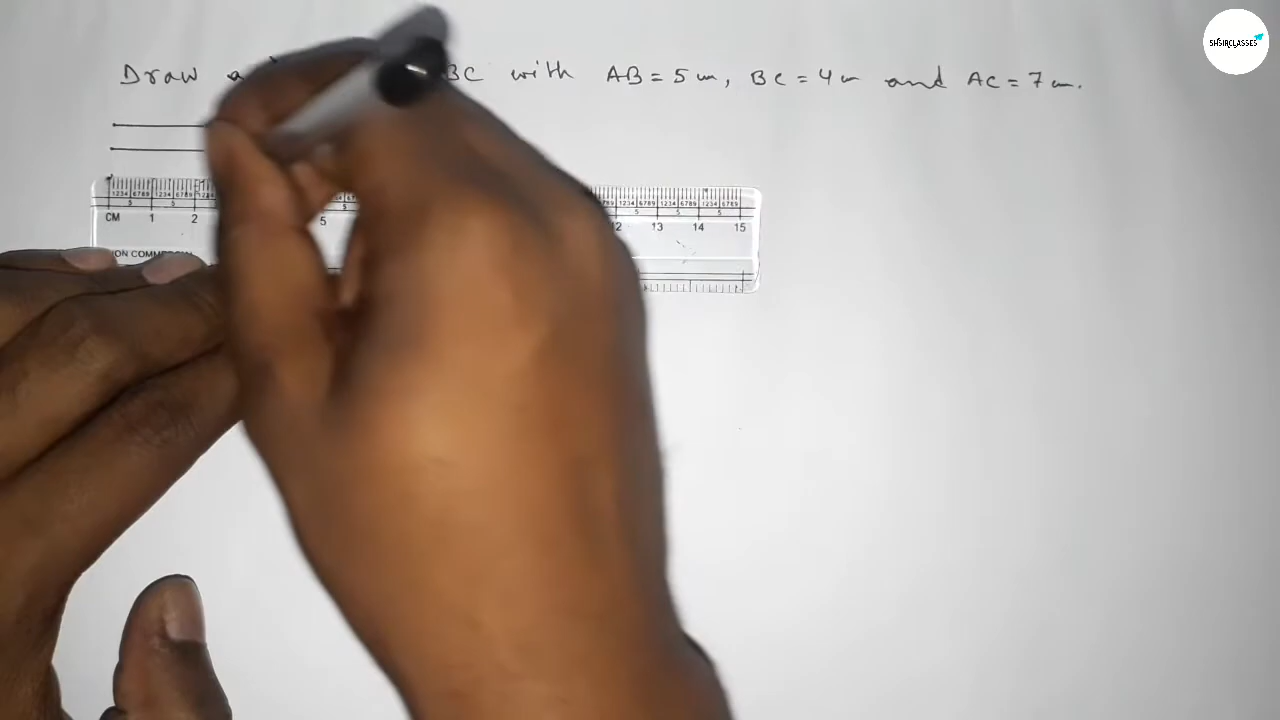 Draw a BC with AB = 5 cm, BC = 4 cm and AC = 7 cm.
SHSIRCLASSES
CM 1 2 5 12 13 14 15